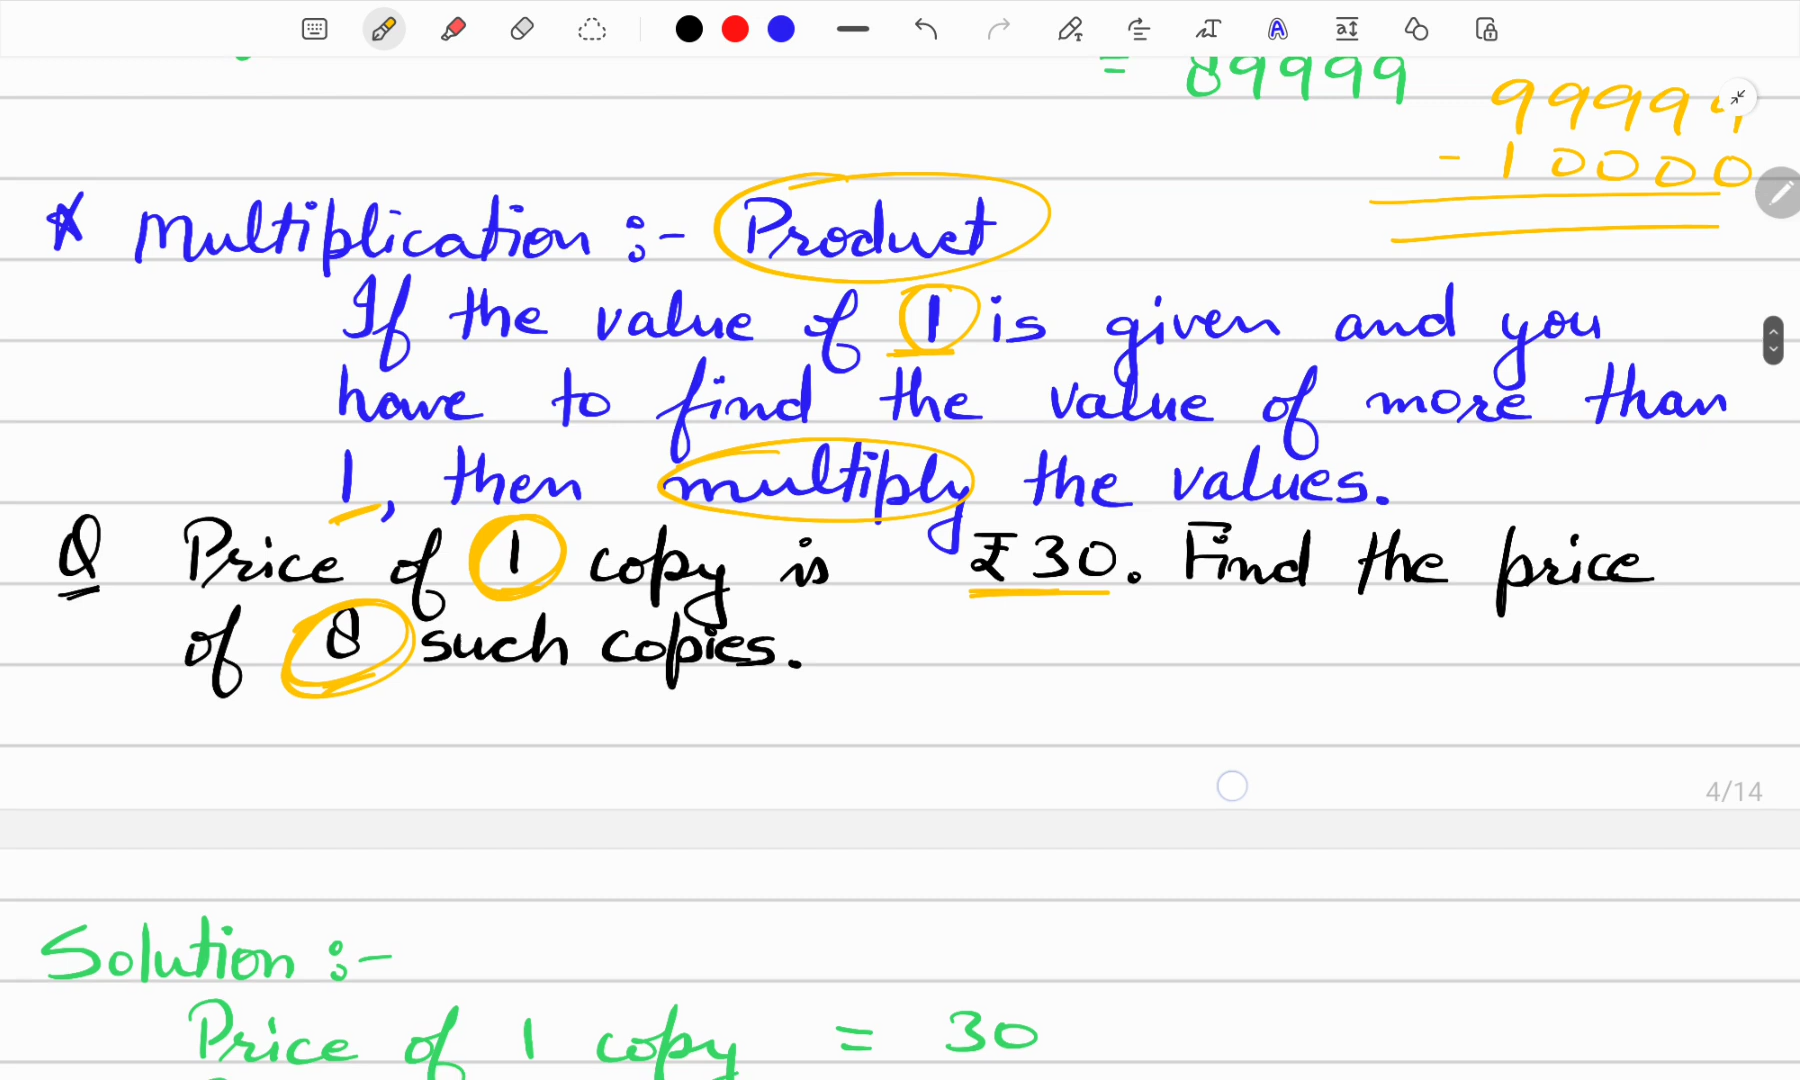 = 89999
9999
- 10000
* Multiplication :- Product
If the value of 1 is given and you
have to find the value of more than
1, then multiply the values.
Q Price of 1 copy is ₹30. Find the price
of 8 such copies.
4/14
Solution :-
Price of 1 copy = 30